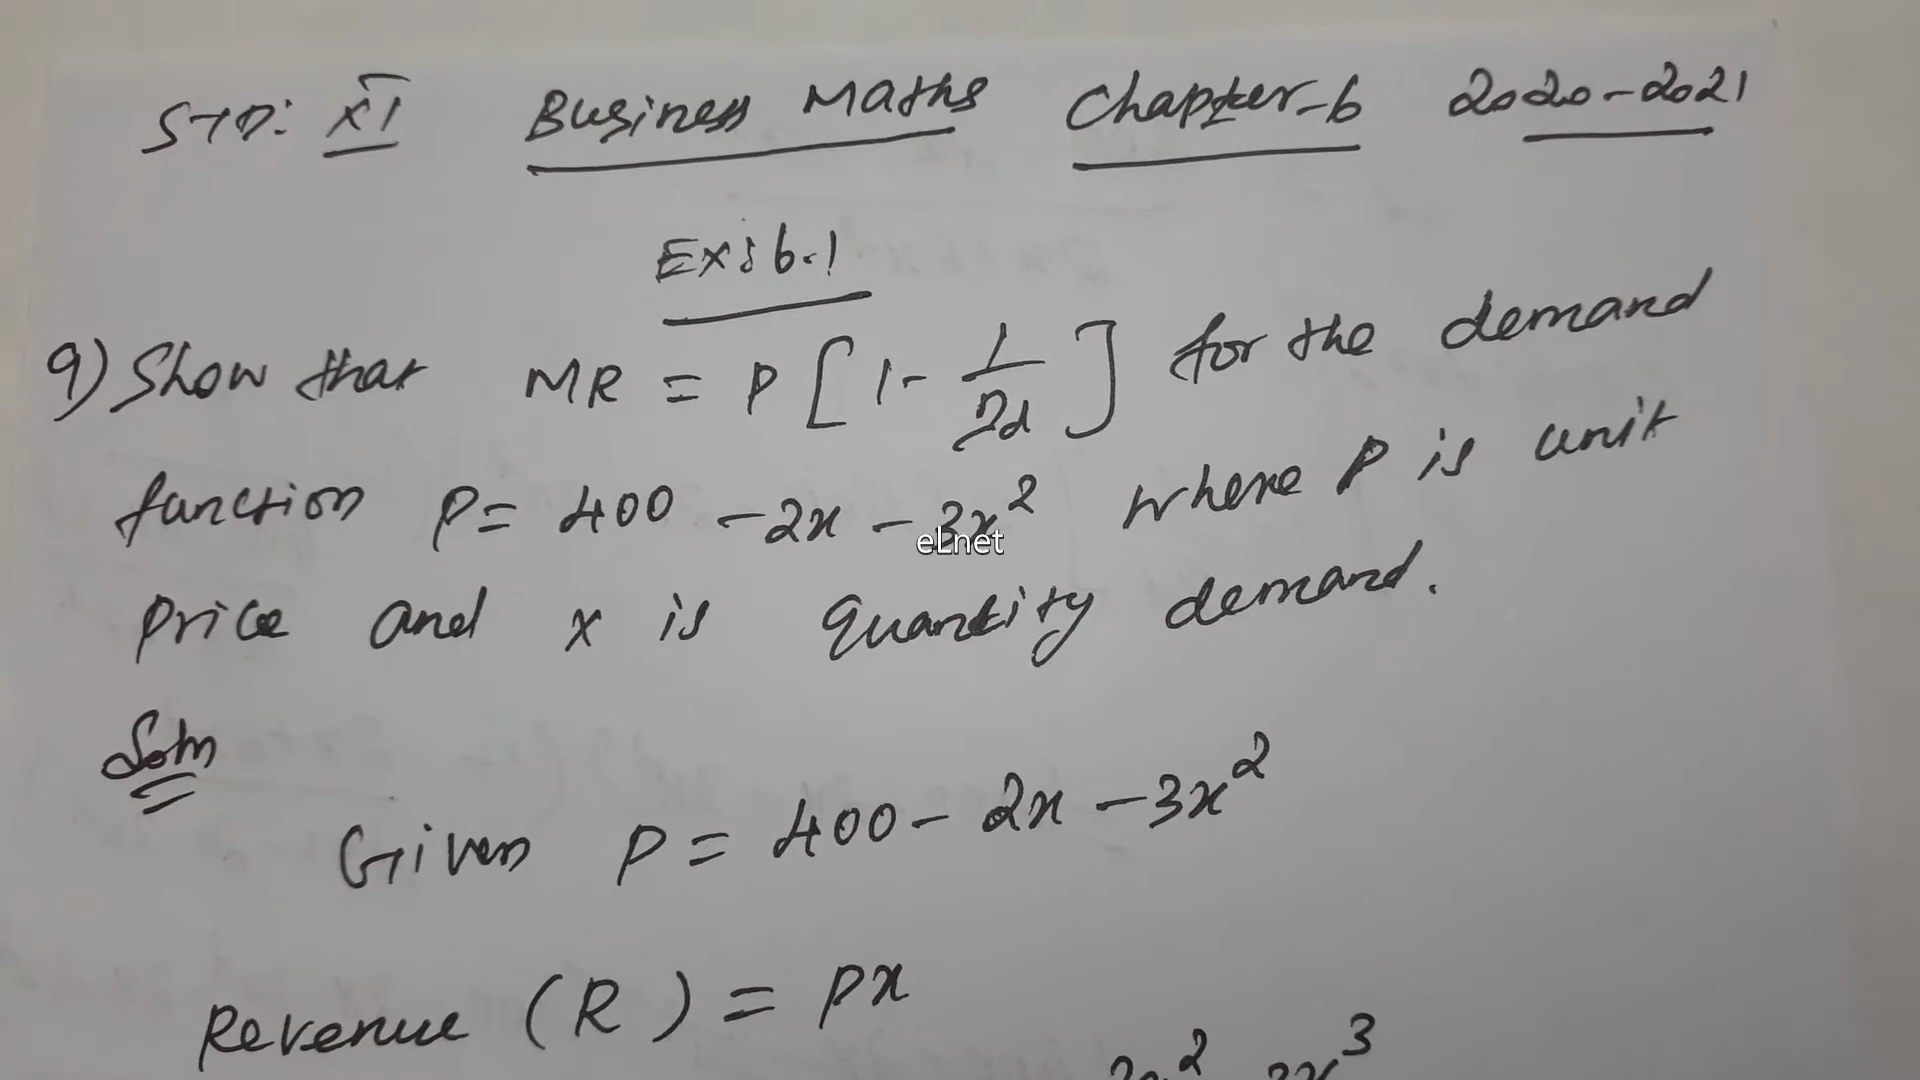 STD: XI Business Maths Chapter-6 2020-2021
Ex: 6.1
9) Show that MR = P [ 1 - 1/ηd ] for the demand
function P = 400 - 2x - 3x² where P is unit
price and x is quantity demand.
eLnet
Soln
Given P = 400 - 2x - 3x²
Revenue (R) = px